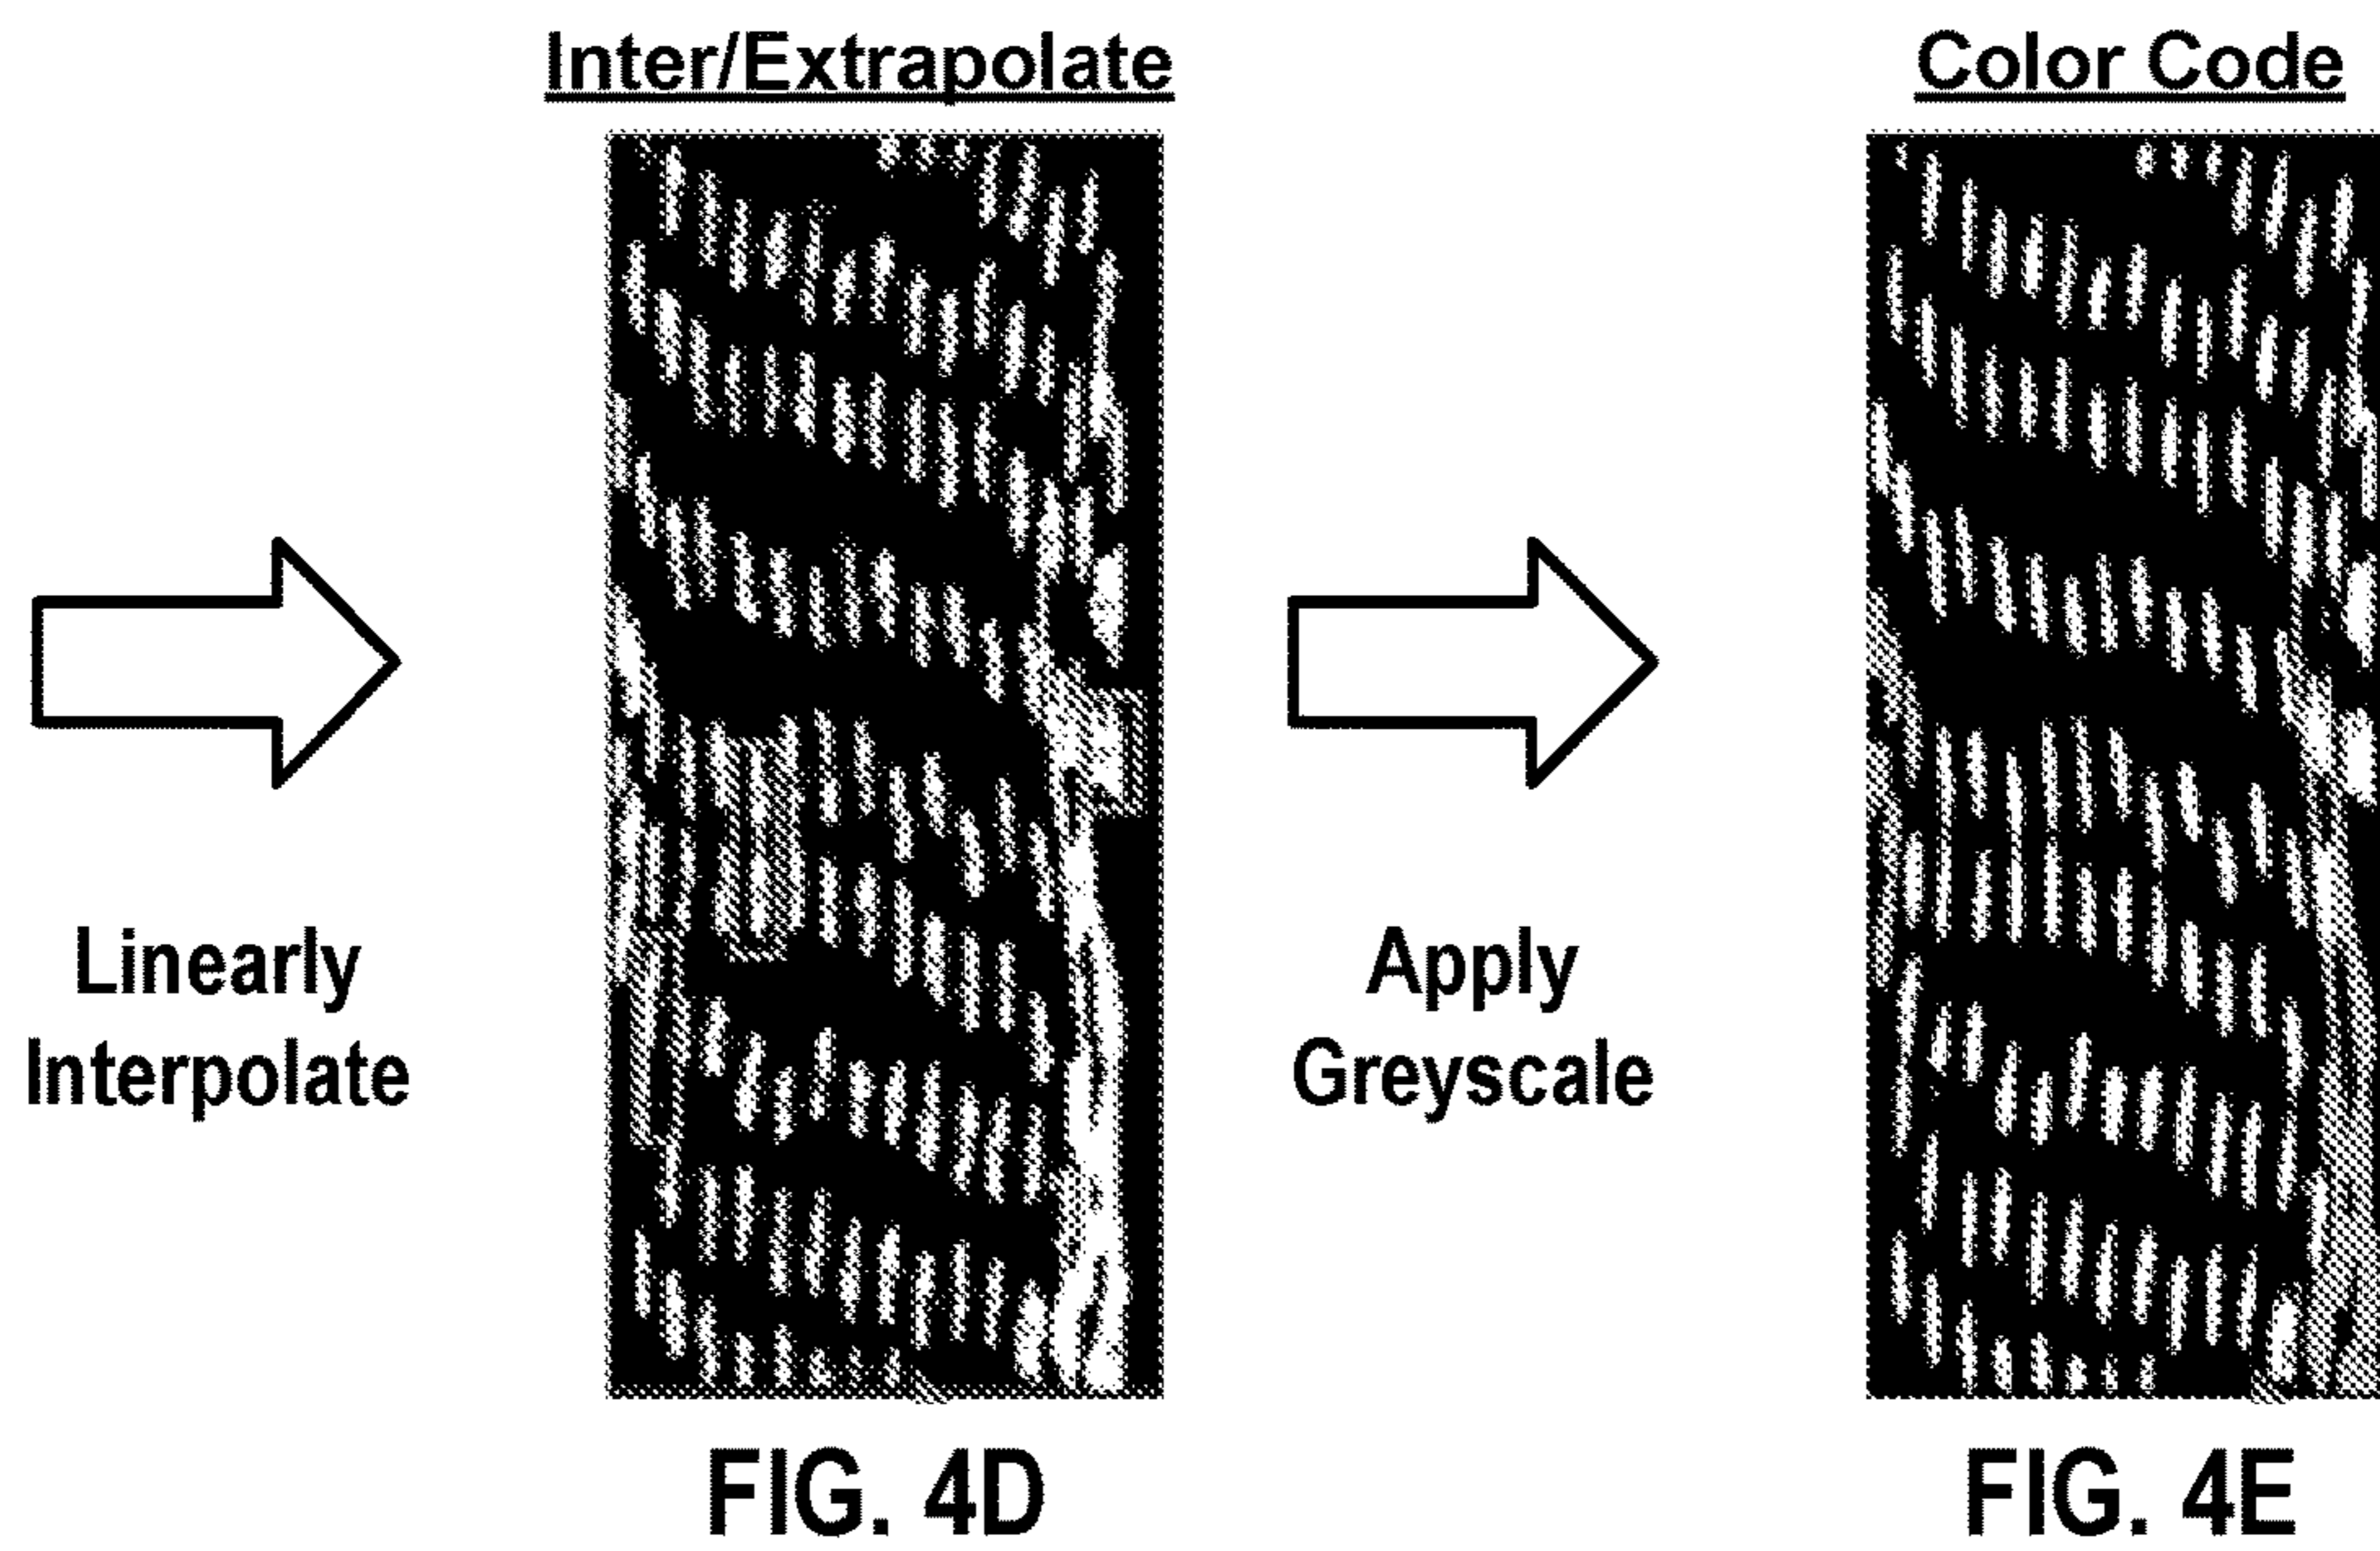 Inter/Extrapolate
Color Code
Linearly
Interpolate
Apply
Greyscale
FIG. 4D
FIG. 4E